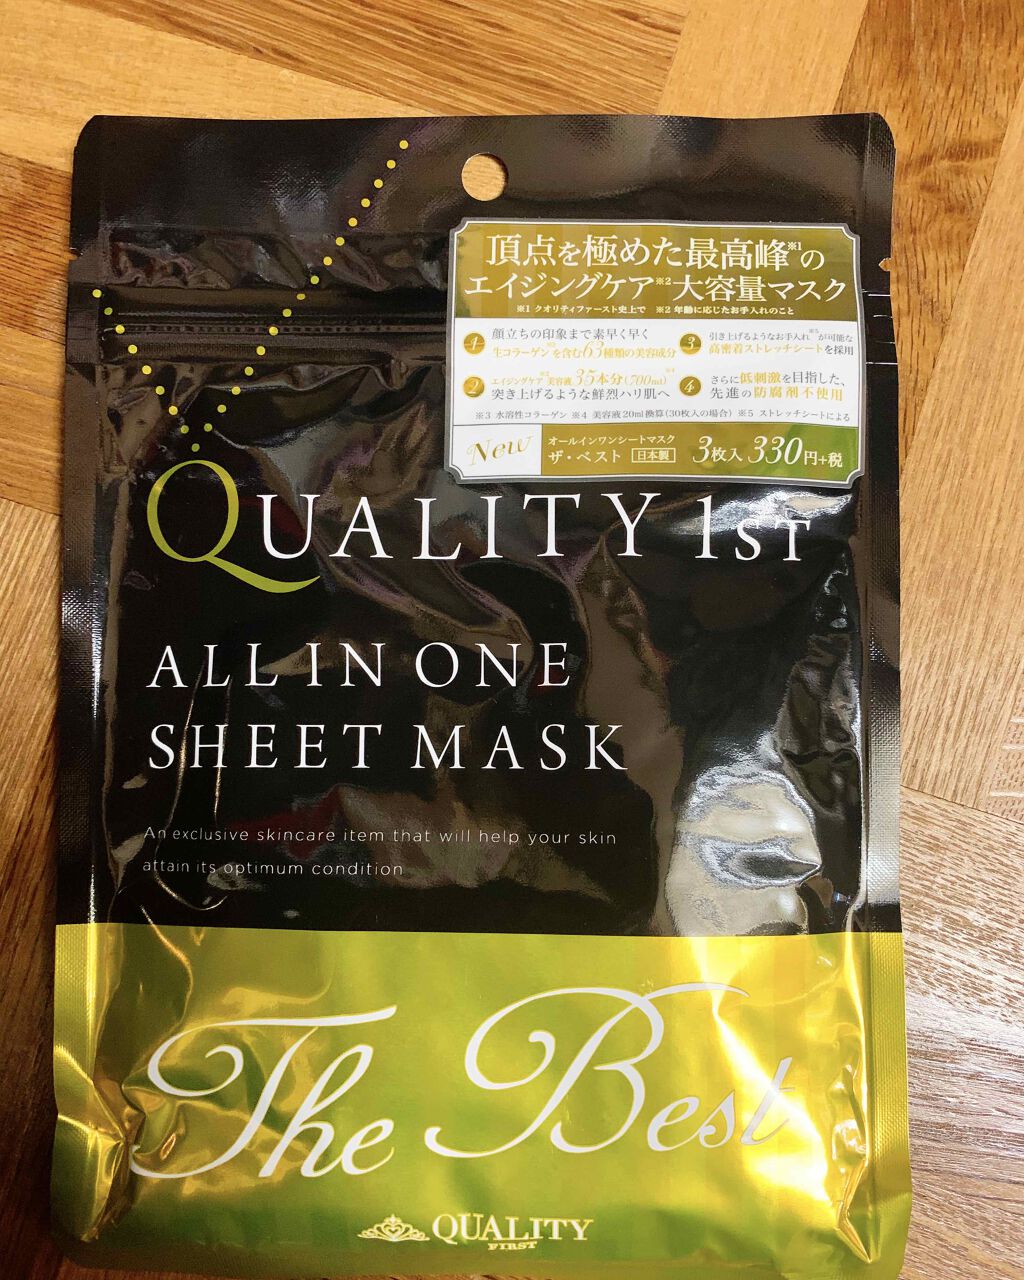 頂点を極めた最高峰※1の
エイジングケア※2大容量マスク
※1 クオリティファースト史上で ※2 年齢に応じたお手入れのこと
1 顔立ちの印象まで素早く早く
生コラーゲン※3を含む63種類の美容成分
2 エイジングケア※2美容液35本分(700ml)※4
突き上げるような鮮烈ハリ肌へ
3 引き上げるようなお手入れ※5が可能な
高密着ストレッチシートを採用
4 さらに低刺激を目指した、
先進の防腐剤不使用
※3 水溶性コラーゲン ※4 美容液20ml換算(30枚入の場合) ※5 ストレッチシートによる
New
オールインワンシートマスク
ザ・ベスト 日本製 3枚入 330円+税
QUALITY 1ST
ALL IN ONE
SHEET MASK
An exclusive skincare item that will help your skin
attain its optimum condition
The Best
QUALITY
FIRST